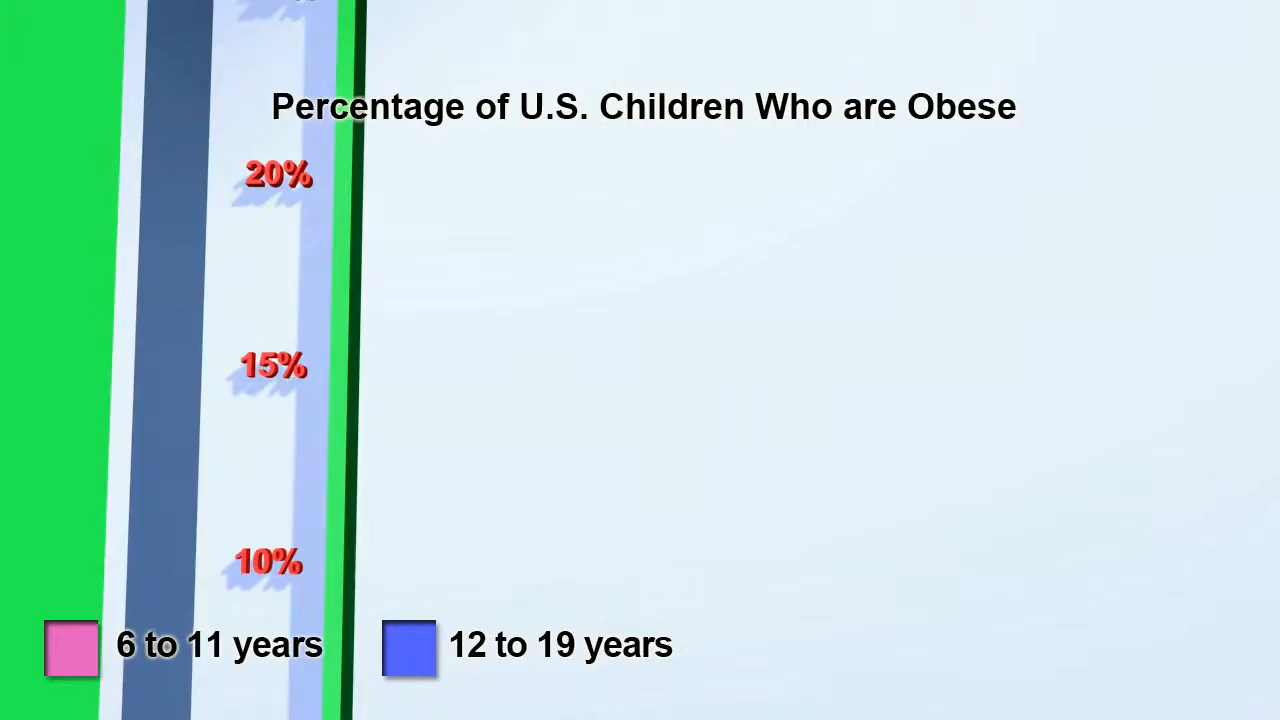 Percentage of U.S. Children Who are Obese
20%
15%
10%
6 to 11 years
12 to 19 years